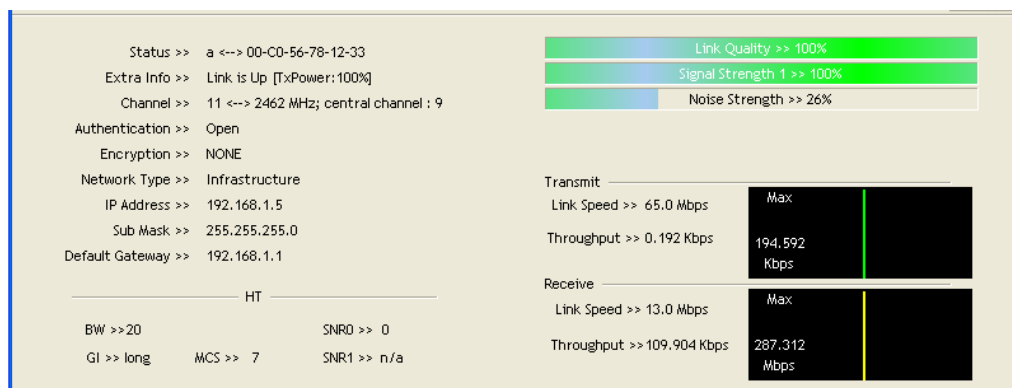 Status >> a <--> 00-C0-56-78-12-33
Extra Info >> Link is Up [TxPower:100%]
Channel >> 11 <--> 2462 MHz; central channel : 9
Authentication >> Open
Encryption >> NONE
Network Type >> Infrastructure
IP Address >> 192.168.1.5
Sub Mask >> 255.255.255.0
Default Gateway >> 192.168.1.1
HT
BW >>20 SNR0 >> 0
GI >> long MCS >> 7 SNR1 >> n/a
Link Quality >> 100%
Signal Strength 1 >> 100%
Noise Strength >> 26%
Transmit
Link Speed >> 65.0 Mbps
Throughput >> 0.192 Kbps
Max
194.592
Kbps
Receive
Link Speed >> 13.0 Mbps
Throughput >>109.904 Kbps
Max
287.312
Mbps